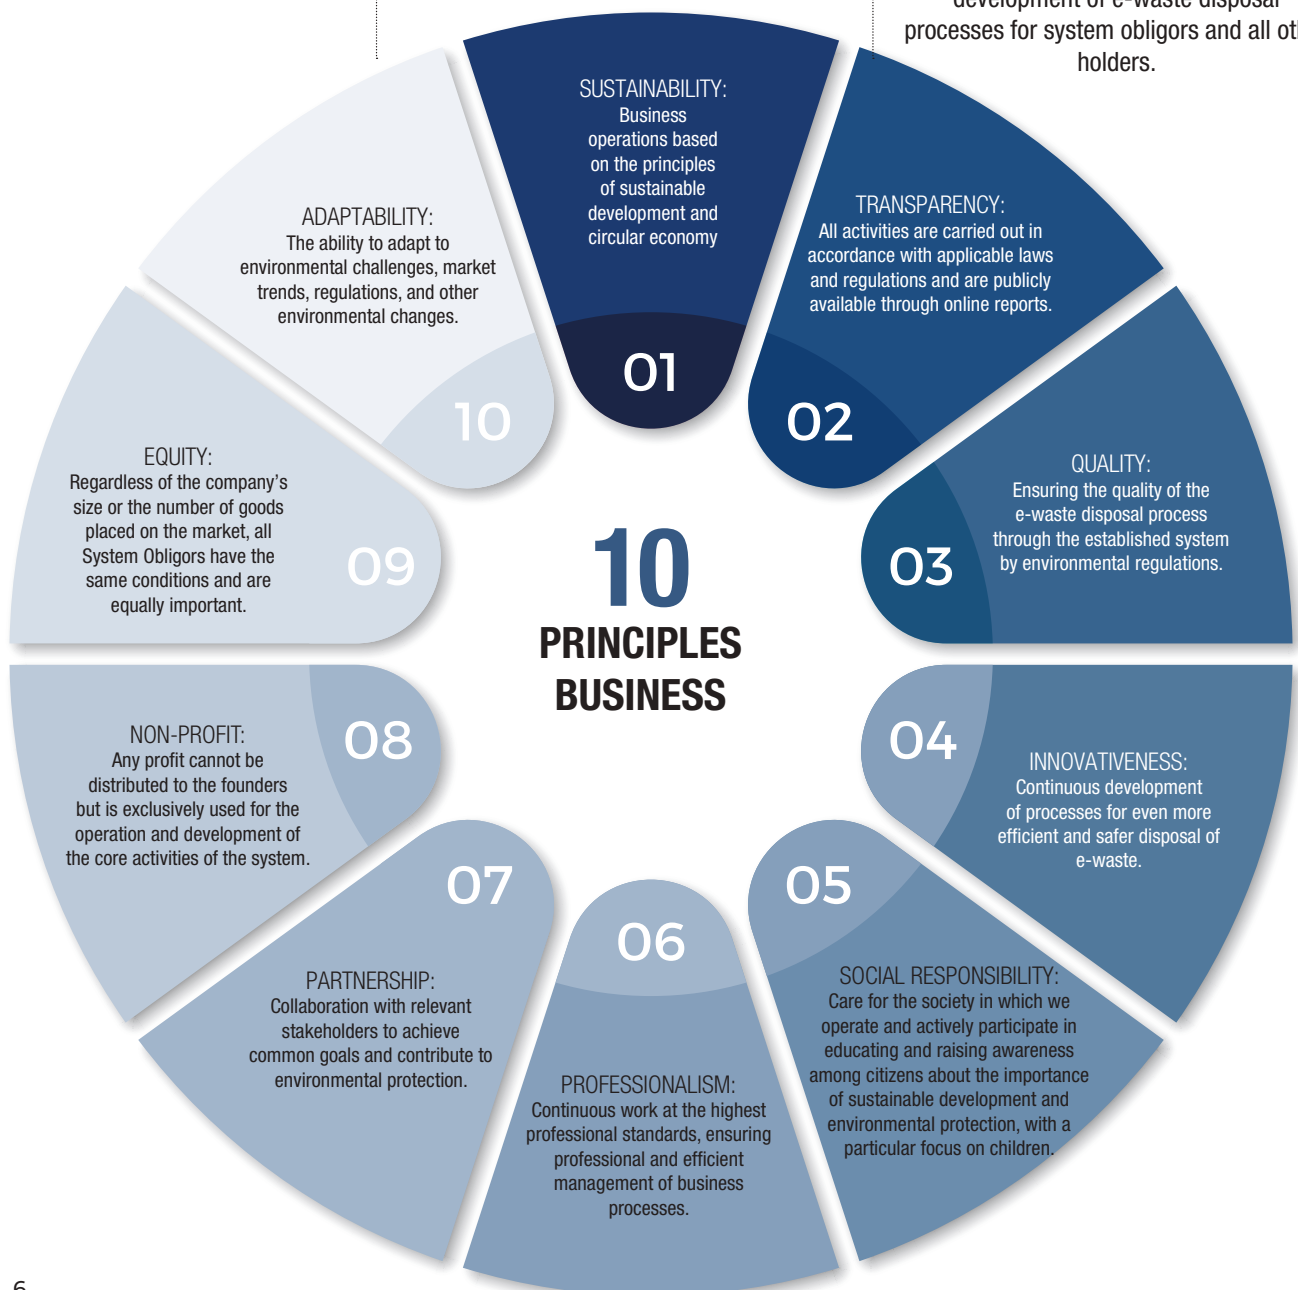 development of e-waste disposal
processes for system obligors and all oth
holders.
SUSTAINABILITY:
Business
operations based
on the principles
of sustainable
development and
circular economy
01
TRANSPARENCY:
All activities are carried out in
accordance with applicable laws
and regulations and are publicly
available through online reports.
02
QUALITY:
Ensuring the quality of the
e-waste disposal process
through the established system
by environmental regulations.
03
INNOVATIVENESS:
Continuous development
of processes for even more
efficient and safer disposal of
e-waste.
04
SOCIAL RESPONSIBILITY:
Care for the society in which we
operate and actively participate in
educating and raising awareness
among citizens about the importance
of sustainable development and
environmental protection, with a
particular focus on children.
05
PROFESSIONALISM:
Continuous work at the highest
professional standards, ensuring
professional and efficient
management of business
processes.
06
PARTNERSHIP:
Collaboration with relevant
stakeholders to achieve
common goals and contribute to
environmental protection.
07
NON-PROFIT:
Any profit cannot be
distributed to the founders
but is exclusively used for the
operation and development of
the core activities of the system.
08
EQUITY:
Regardless of the company's
size or the number of goods
placed on the market, all
System Obligors have the
same conditions and are
equally important.
09
ADAPTABILITY:
The ability to adapt to
environmental challenges, market
trends, regulations, and other
environmental changes.
10
10
PRINCIPLES
BUSINESS
6